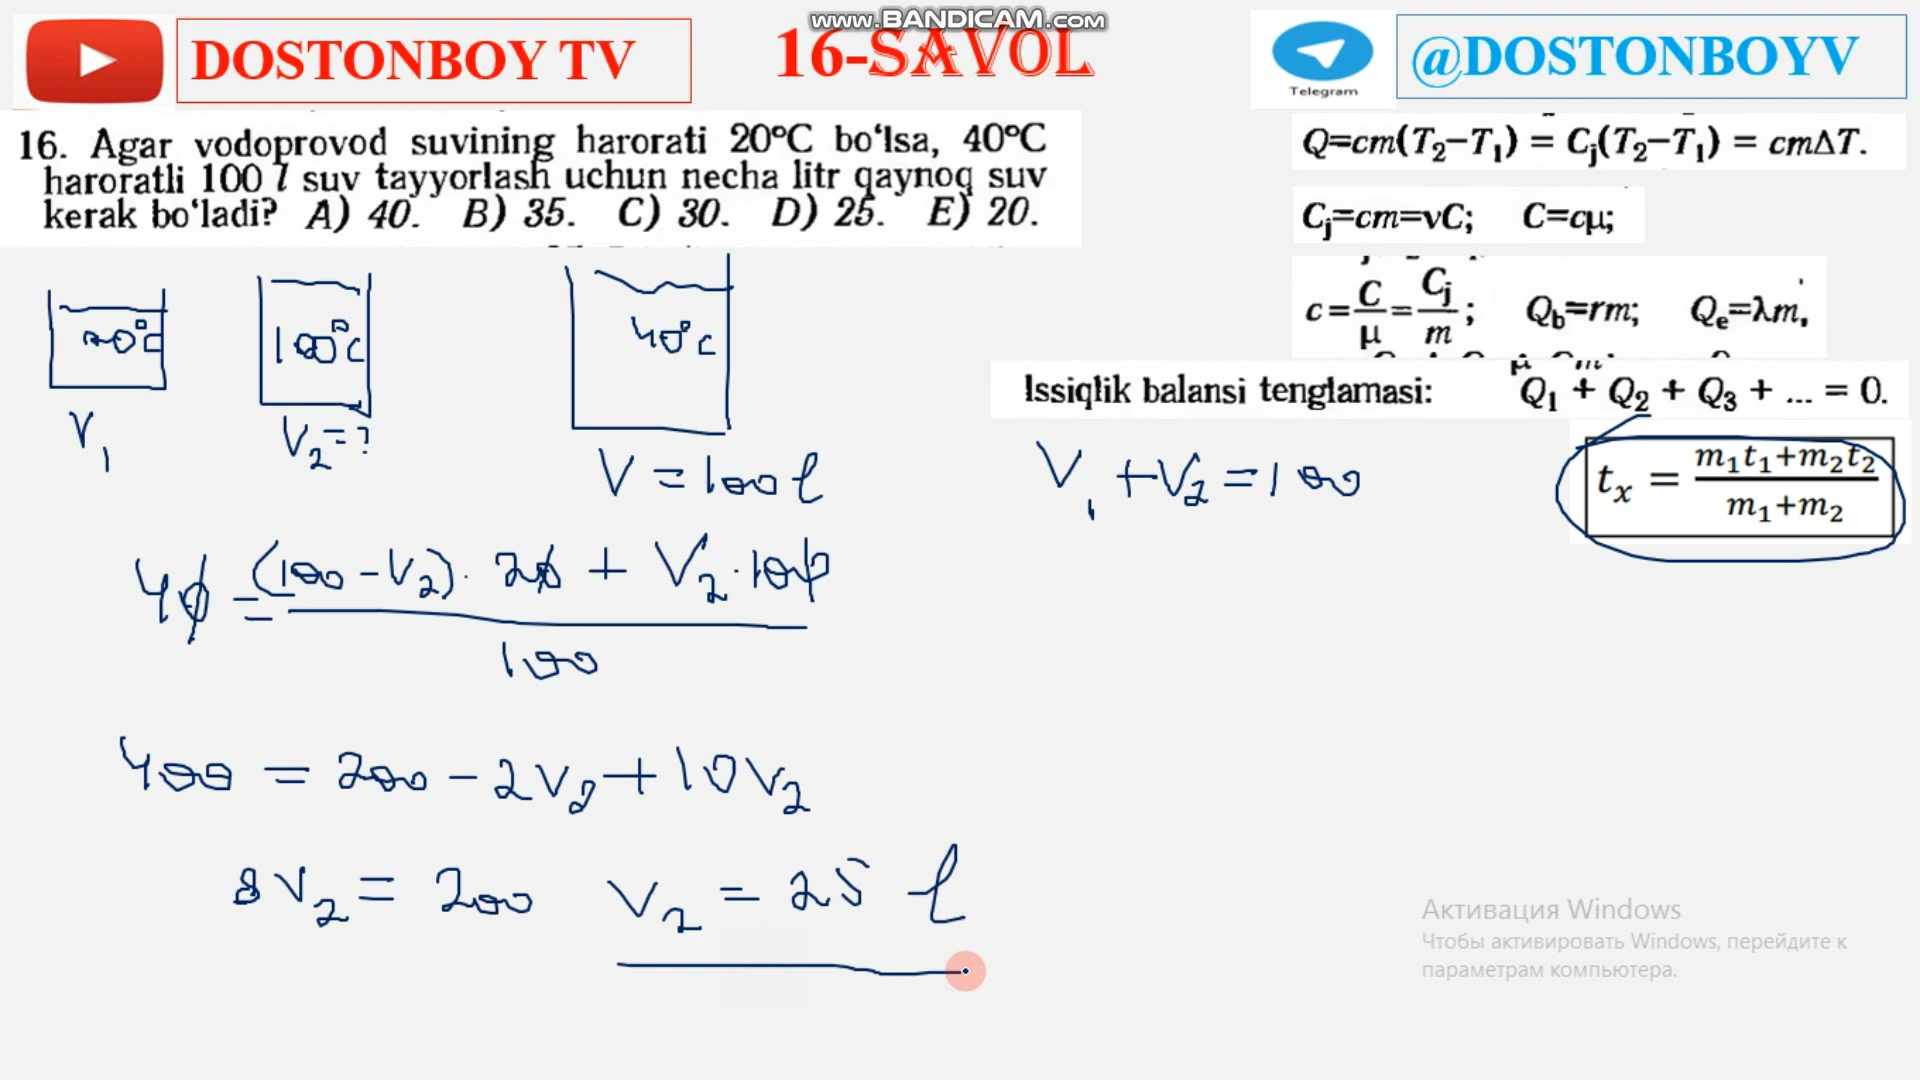 www.BANDICAM.com
DOSTONBOY TV
16-SAVOL
Telegram
@DOSTONBOYV
16. Agar vodoprovod suvining harorati 20°C bo‘lsa, 40°C
haroratli 100 l suv tayyorlash uchun necha litr qaynoq suv
kerak bo‘ladi? A) 40. B) 35. C) 30. D) 25. E) 20.
Q=cm(T₂−T₁) = Cⱼ(T₂−T₁) = cmΔT.
Cⱼ=cm=νC; C=cμ;
c=C/μ=Cⱼ/m; Q_b=rm; Q_e=λm,
Issiqlik balansi tenglamasi: Q₁ + Q₂ + Q₃ + ... = 0.
t_x = (m₁t₁+m₂t₂)/(m₁+m₂)
20°C
100°C
40°C
V₁
V₂=?
V=100 l
V₁+V₂=100
40 = ((100-V₂)·20 + V₂·100)/100
400 = 200 - 2V₂ + 10V₂
8V₂ = 200 V₂ = 25 l
Активация Windows
Чтобы активировать Windows, перейдите к
параметрам компьютера.